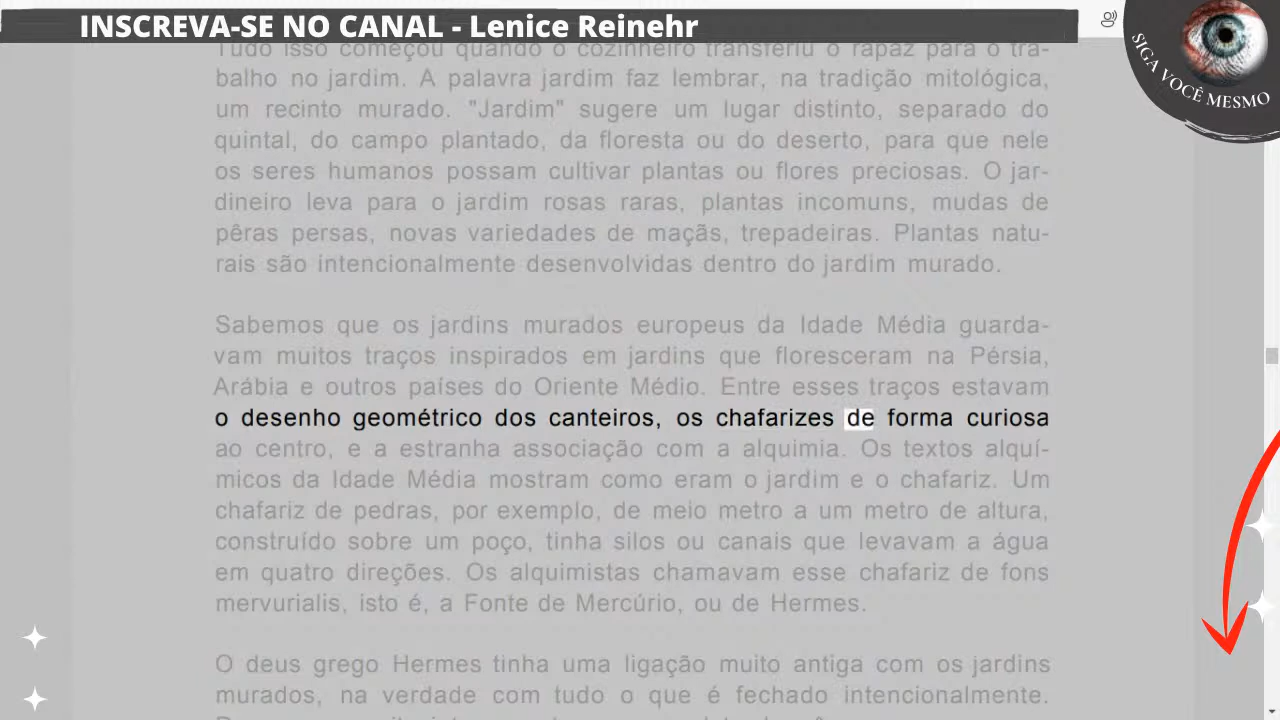 INSCREVA-SE NO CANAL - Lenice Reinehr
SIGA VOCÊ MESMO
Tudo isso começou quando o cozinheiro transferiu o rapaz para o tra-
balho no jardim. A palavra jardim faz lembrar, na tradição mitológica,
um recinto murado. "Jardim" sugere um lugar distinto, separado do
quintal, do campo plantado, da floresta ou do deserto, para que nele
os seres humanos possam cultivar plantas ou flores preciosas. O jar-
dineiro leva para o jardim rosas raras, plantas incomuns, mudas de
pêras persas, novas variedades de maçãs, trepadeiras. Plantas natu-
rais são intencionalmente desenvolvidas dentro do jardim murado.
Sabemos que os jardins murados europeus da Idade Média guarda-
vam muitos traços inspirados em jardins que floresceram na Pérsia,
Arábia e outros países do Oriente Médio. Entre esses traços estavam
o desenho geométrico dos canteiros, os chafarizes de forma curiosa
ao centro, e a estranha associação com a alquimia. Os textos alquí-
micos da Idade Média mostram como eram o jardim e o chafariz. Um
chafariz de pedras, por exemplo, de meio metro a um metro de altura,
construído sobre um poço, tinha silos ou canais que levavam a água
em quatro direções. Os alquimistas chamavam esse chafariz de fons
mervurialis, isto é, a Fonte de Mercúrio, ou de Hermes.
O deus grego Hermes tinha uma ligação muito antiga com os jardins
murados, na verdade com tudo o que é fechado intencionalmente.